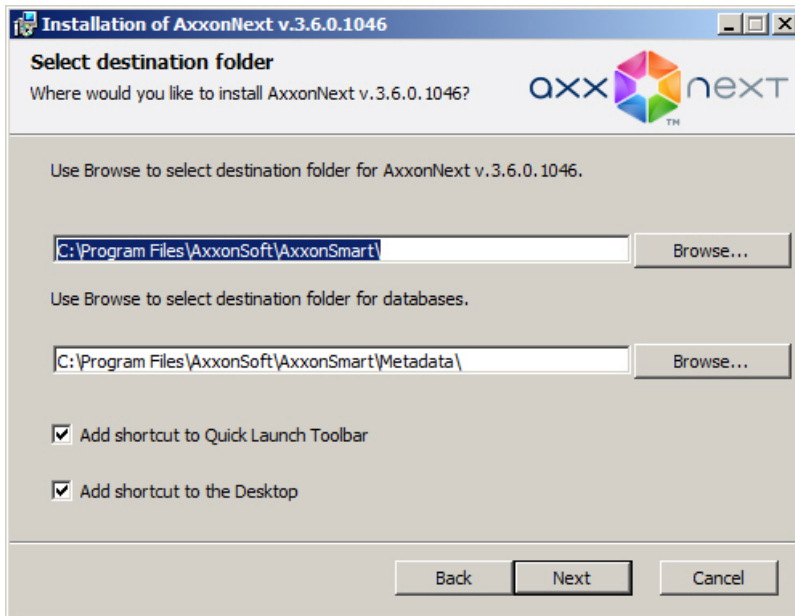 Installation of AxxonNext v.3.6.0.1046
Select destination folder
Where would you like to install AxxonNext v.3.6.0.1046?
axx next
TM
Use Browse to select destination folder for AxxonNext v.3.6.0.1046.
C:\Program Files\AxxonSoft\AxxonSmart\
Browse...
Use Browse to select destination folder for databases.
C:\Program Files\AxxonSoft\AxxonSmart\Metadata\
Browse...
Add shortcut to Quick Launch Toolbar
Add shortcut to the Desktop
Back
Next
Cancel